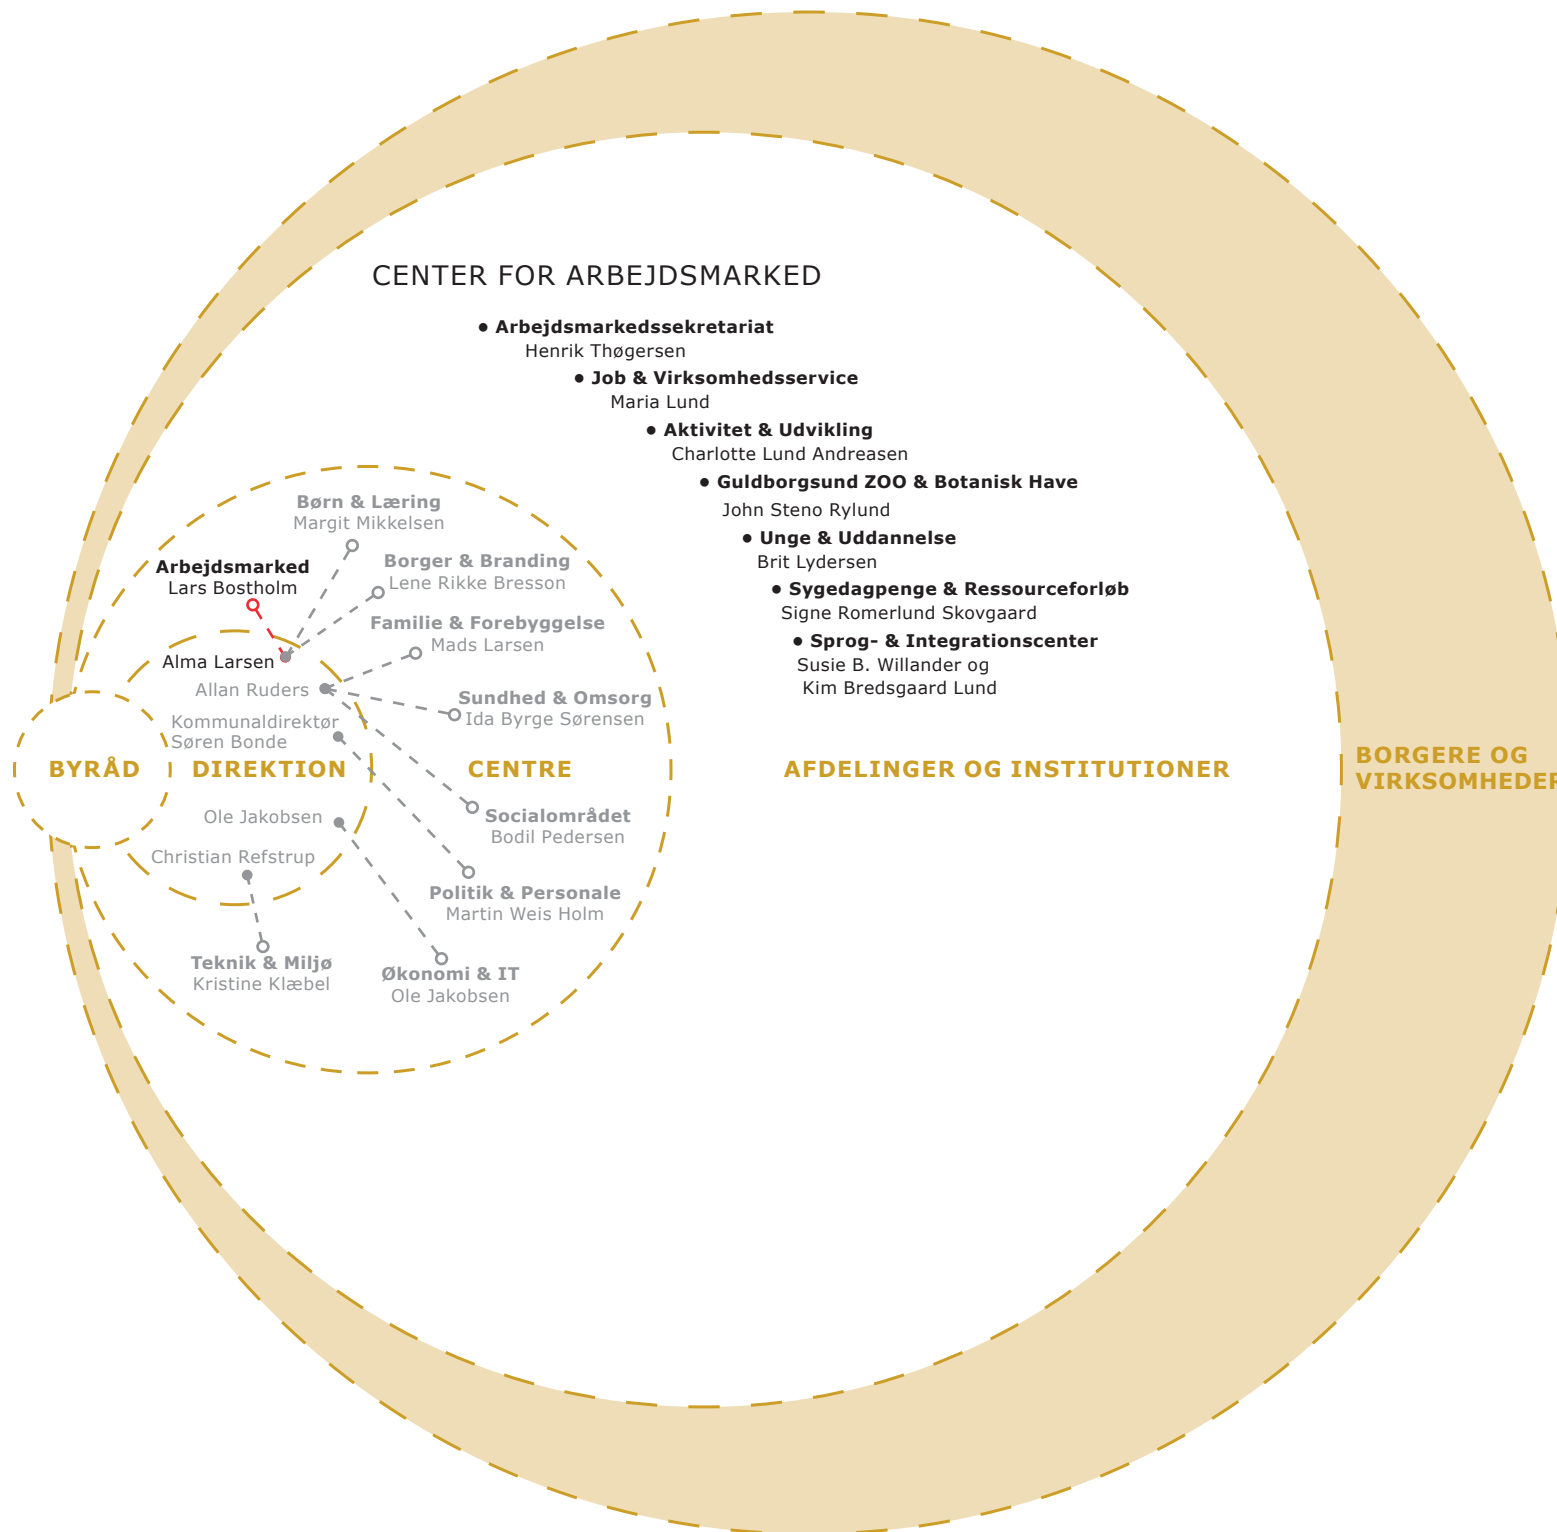 CENTER FOR ARBEJDSMARKED
• Arbejdsmarkedssekretariat
Henrik Thøgersen
• Job & Virksomhedsservice
Maria Lund
• Aktivitet & Udvikling
Charlotte Lund Andreasen
• Guldborgsund ZOO & Botanisk Have
John Steno Rylund
• Unge & Uddannelse
Brit Lydersen
• Sygedagpenge & Ressourceforløb
Signe Romerlund Skovgaard
• Sprog- & Integrationscenter
Susie B. Willander og
Kim Bredsgaard Lund
Børn & Læring
Margit Mikkelsen
Arbejdsmarked
Lars Bostholm
Borger & Branding
Lene Rikke Bresson
Familie & Forebyggelse
Mads Larsen
Alma Larsen
Allan Ruders
Sundhed & Omsorg
Ida Byrge Sørensen
Kommunaldirektør
Søren Bonde
BYRÅD
DIREKTION
CENTRE
AFDELINGER OG INSTITUTIONER
BORGERE OG
VIRKSOMHEDER
Ole Jakobsen
Socialområdet
Bodil Pedersen
Christian Refstrup
Politik & Personale
Martin Weis Holm
Teknik & Miljø
Kristine Klæbel
Økonomi & IT
Ole Jakobsen